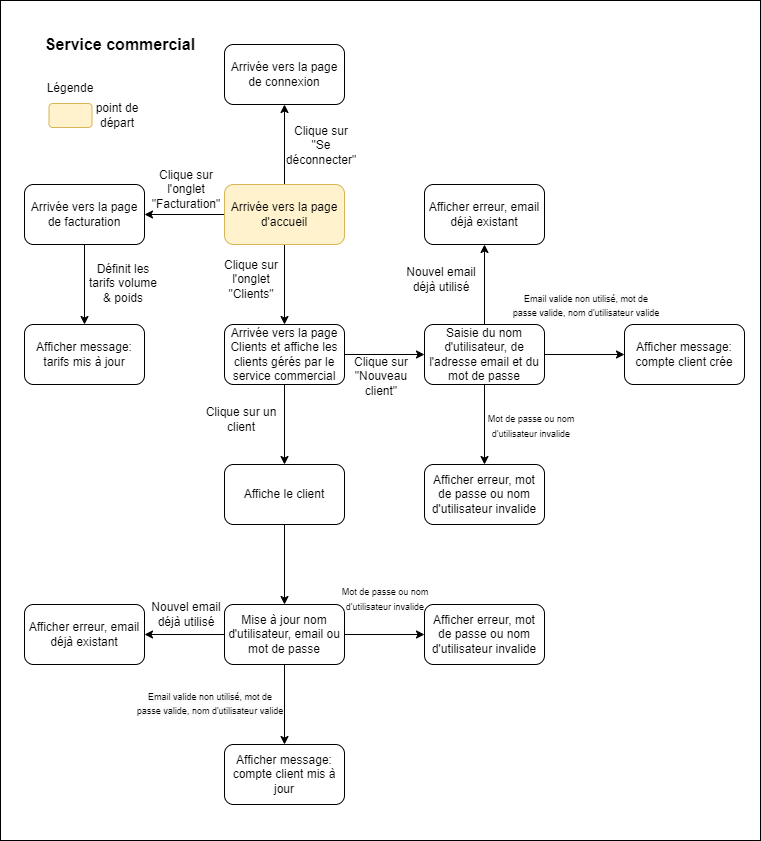 Service commercial
Légende
point de
départ
Arrivée vers la page
de connexion
Clique sur
"Se
déconnecter"
Clique sur
l'onglet
"Facturation"
Arrivée vers la page
de facturation
Arrivée vers la page
d'accueil
Afficher erreur, email
déjà existant
Définit les
tarifs volume
& poids
Clique sur
l'onglet
"Clients"
Nouvel email
déjà utilisé
Email valide non utilisé, mot de
passe valide, nom d'utilisateur valide
Afficher message:
tarifs mis à jour
Arrivée vers la page
Clients et affiche les
clients gérés par le
service commercial
Clique sur
"Nouveau
client"
Saisie du nom
d'utilisateur, de
l'adresse email et du
mot de passe
Afficher message:
compte client crée
Clique sur un
client
Mot de passe ou nom
d'utilisateur invalide
Affiche le client
Afficher erreur, mot
de passe ou nom
d'utilisateur invalide
Nouvel email
déjà utilisé
Mot de passe ou nom
d'utilisateur invalide
Afficher erreur, email
déjà existant
Mise à jour nom
d'utilisateur, email ou
mot de passe
Afficher erreur, mot
de passe ou nom
d'utilisateur invalide
Email valide non utilisé, mot de
passe valide, nom d'utilisateur valide
Afficher message:
compte client mis à
jour